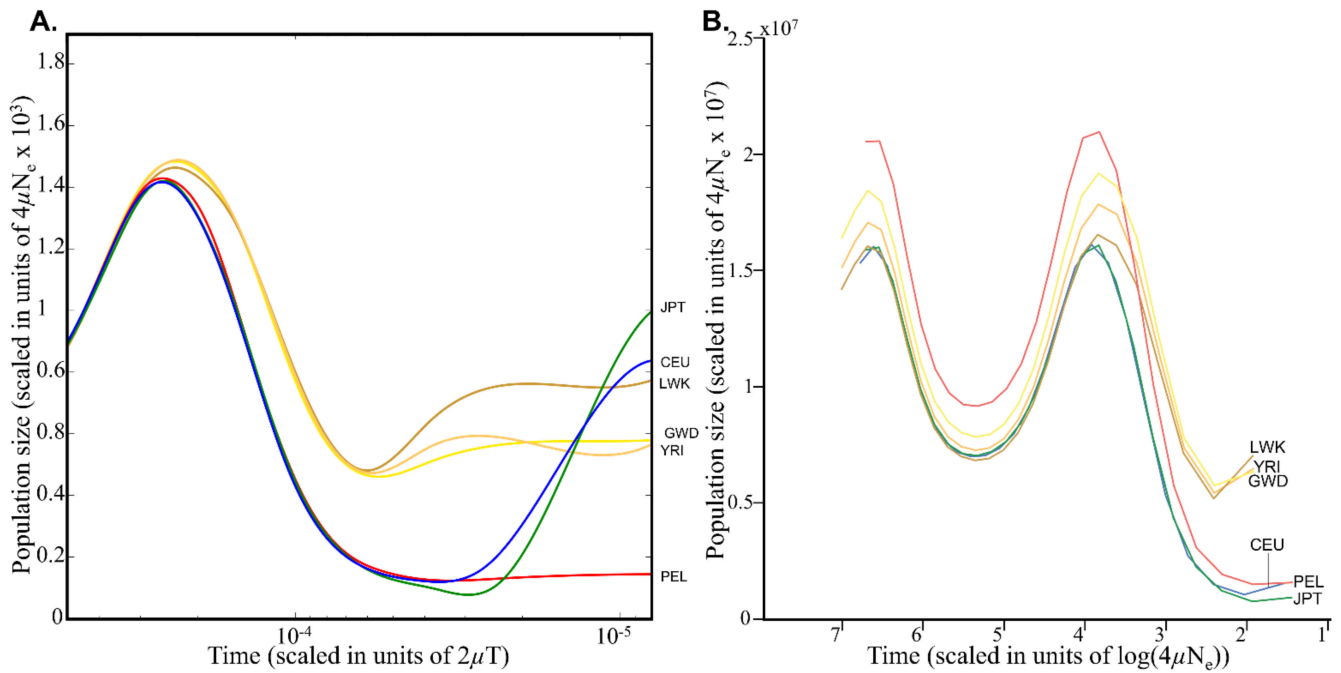 A.
Population size (scaled in units of 4μNe x 10³)
1.8
1.6
1.4
1.2
1
0.6
0.8
0.4
0.2
0
10-4
10-5
Time (scaled in units of 2μT)
JPT
CEU
LWK
GWD
YRI
PEL
B.
x10⁷
Population size (scaled in units of 4μNe x 10⁷)
2.5
2
1.5
1
0.5
0
7
6
5
4
3
2
1
Time (scaled in units of log(4μNe))
LWK
YRI
GWD
CEU
PEL
JPT